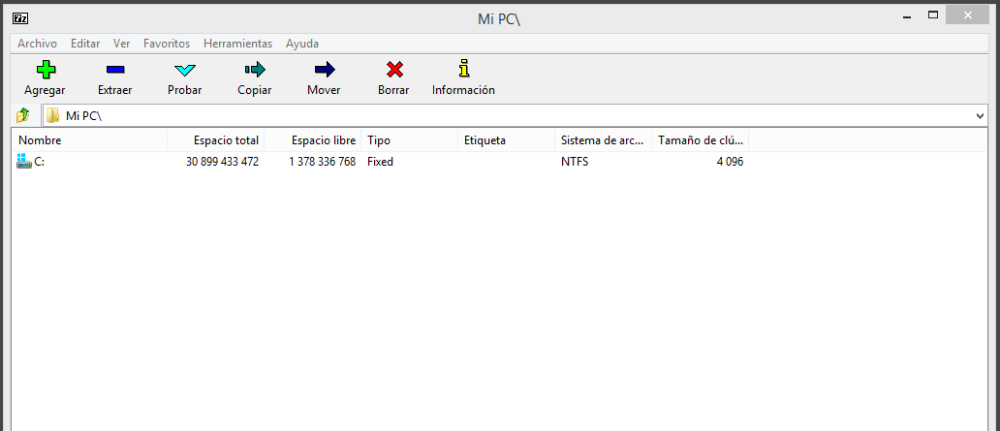 7z Mi PC\
Archivo Editar Ver Favoritos Herramientas Ayuda
Agregar Extraer Probar Copiar Mover Borrar Información
Mi PC\
Nombre Espacio total Espacio libre Tipo Etiqueta Sistema de arc... Tamaño de clú...
C: 30 899 433 472 1 378 336 768 Fixed NTFS 4 096